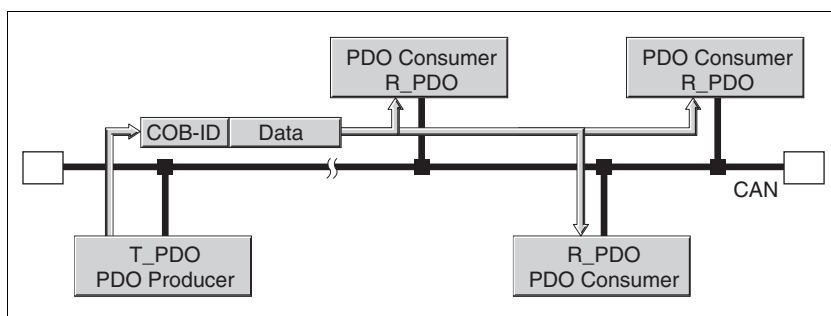 PDO Consumer
R_PDO
PDO Consumer
R_PDO
COB-ID
Data
CAN
T_PDO
PDO Producer
R_PDO
PDO Consumer